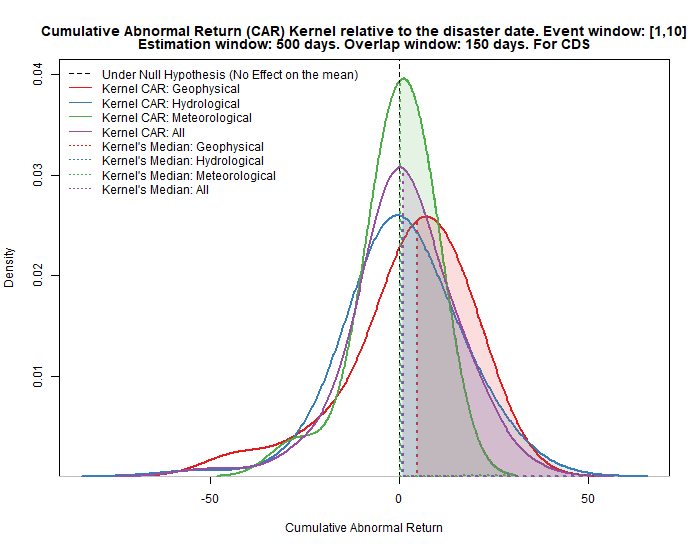 Cumulative Abnormal Return (CAR) Kernel relative to the disaster date. Event window: [1,10]
Estimation window: 500 days. Overlap window: 150 days. For CDS
Under Null Hypothesis (No Effect on the mean)
Kernel CAR: Geophysical
Kernel CAR: Hydrological
Kernel CAR: Meteorological
Kernel CAR: All
Kernel's Median: Geophysical
Kernel's Median: Hydrological
Kernel's Median: Meteorological
Kernel's Median: All
0.04
0.03
0.02
0.01
Density
-50
0
50
Cumulative Abnormal Return